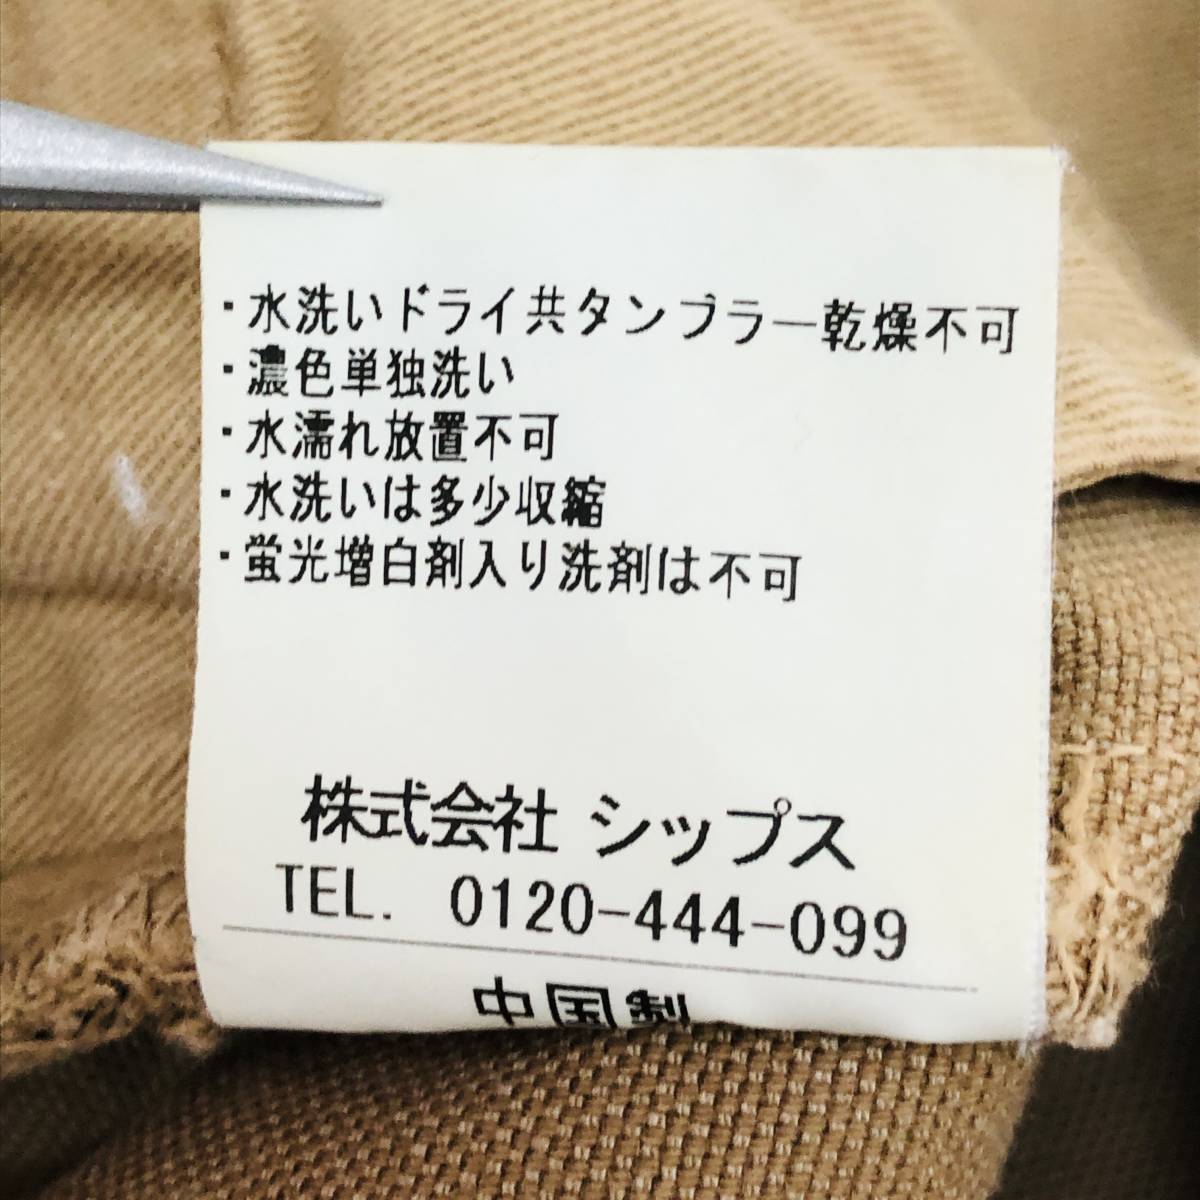 ・水洗いドライ共タンブラー乾燥不可
・濃色単独洗い
・水濡れ放置不可
・水洗いは多少収縮
・蛍光増白剤入り洗剤は不可
株式会社 シップス
TEL. 0120-444-099
中国製